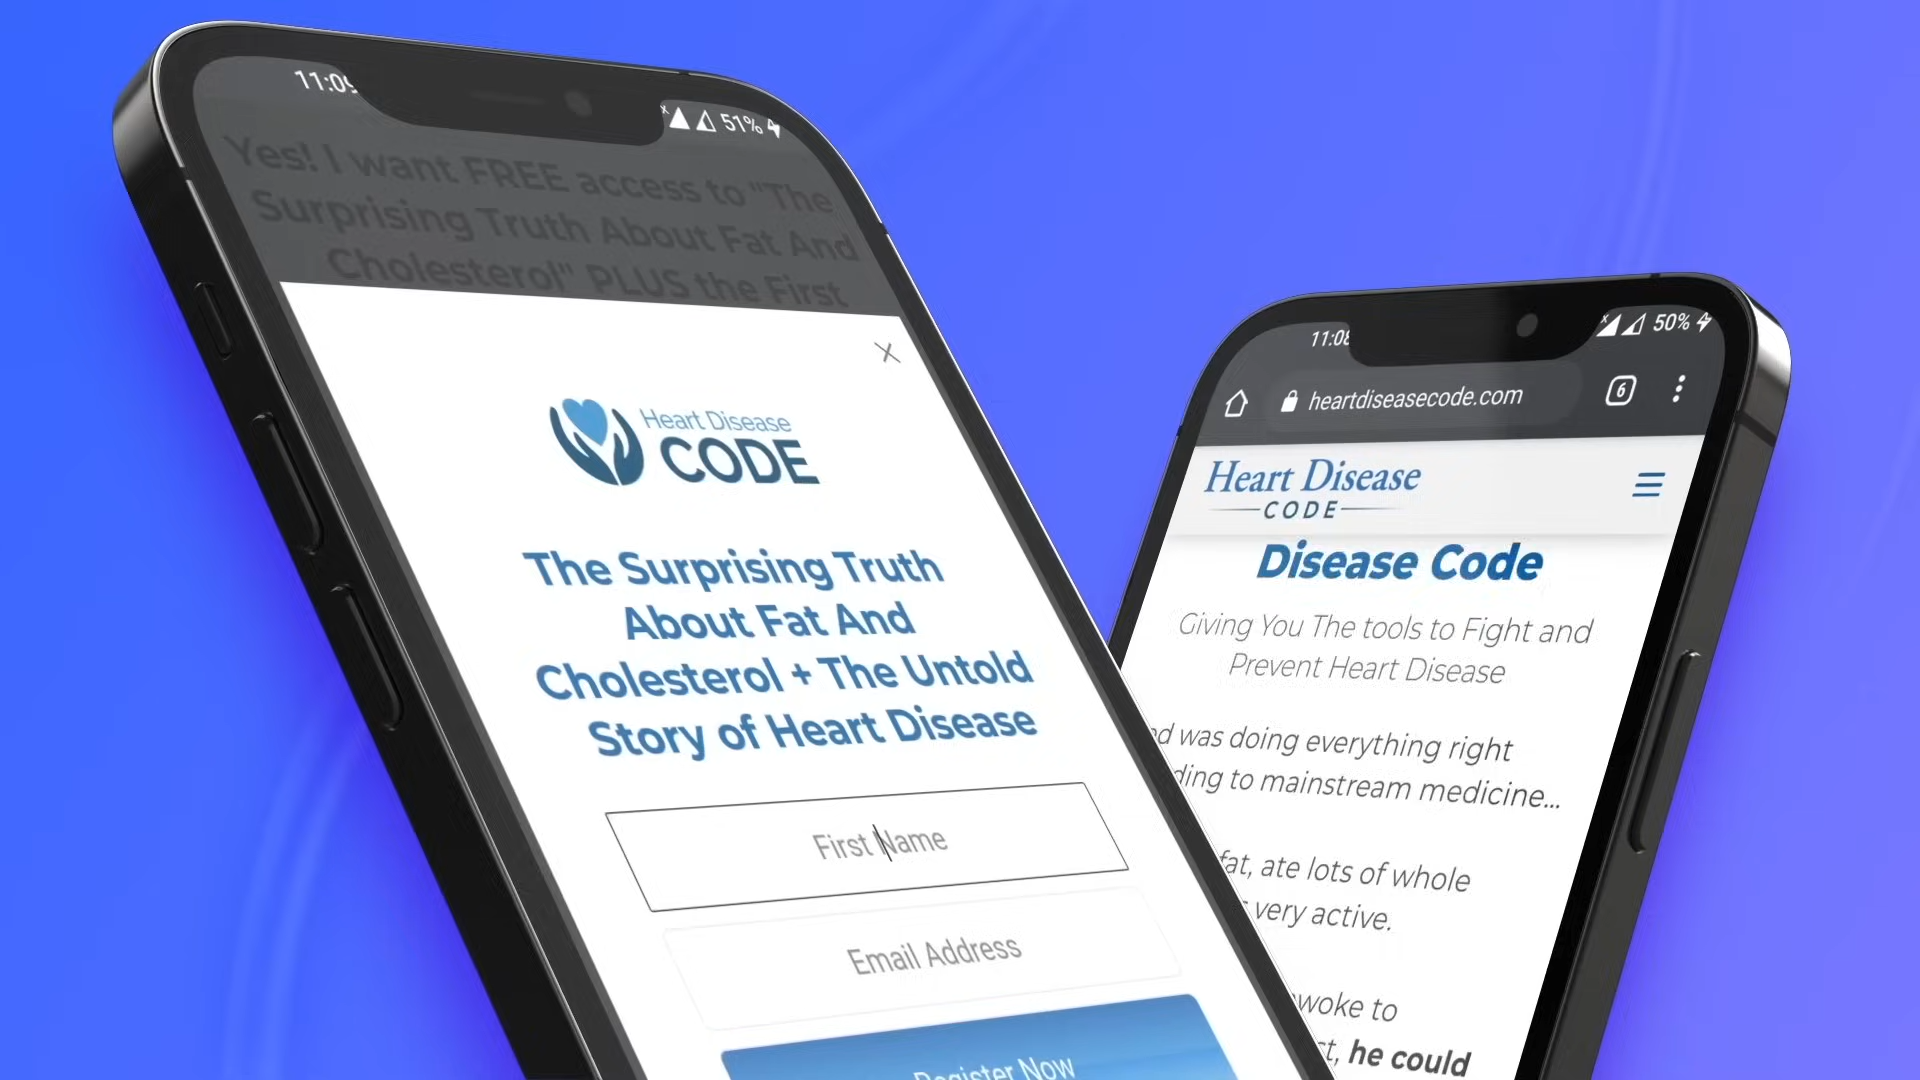 11:09
51%
Yes! I want FREE access to "The
Surprising Truth About Fat And
Cholesterol" PLUS the First
Heart Disease
CODE
The Surprising Truth
About Fat And
Cholesterol + The Untold
Story of Heart Disease
First Name
Email Address
Register Now
11:08
50%
heartdiseasecode.com
6
Heart Disease
CODE
Disease Code
Giving You The tools to Fight and
Prevent Heart Disease
was doing everything right
to mainstream medicine...
fat, ate lots of whole
very active.
woke to
he could